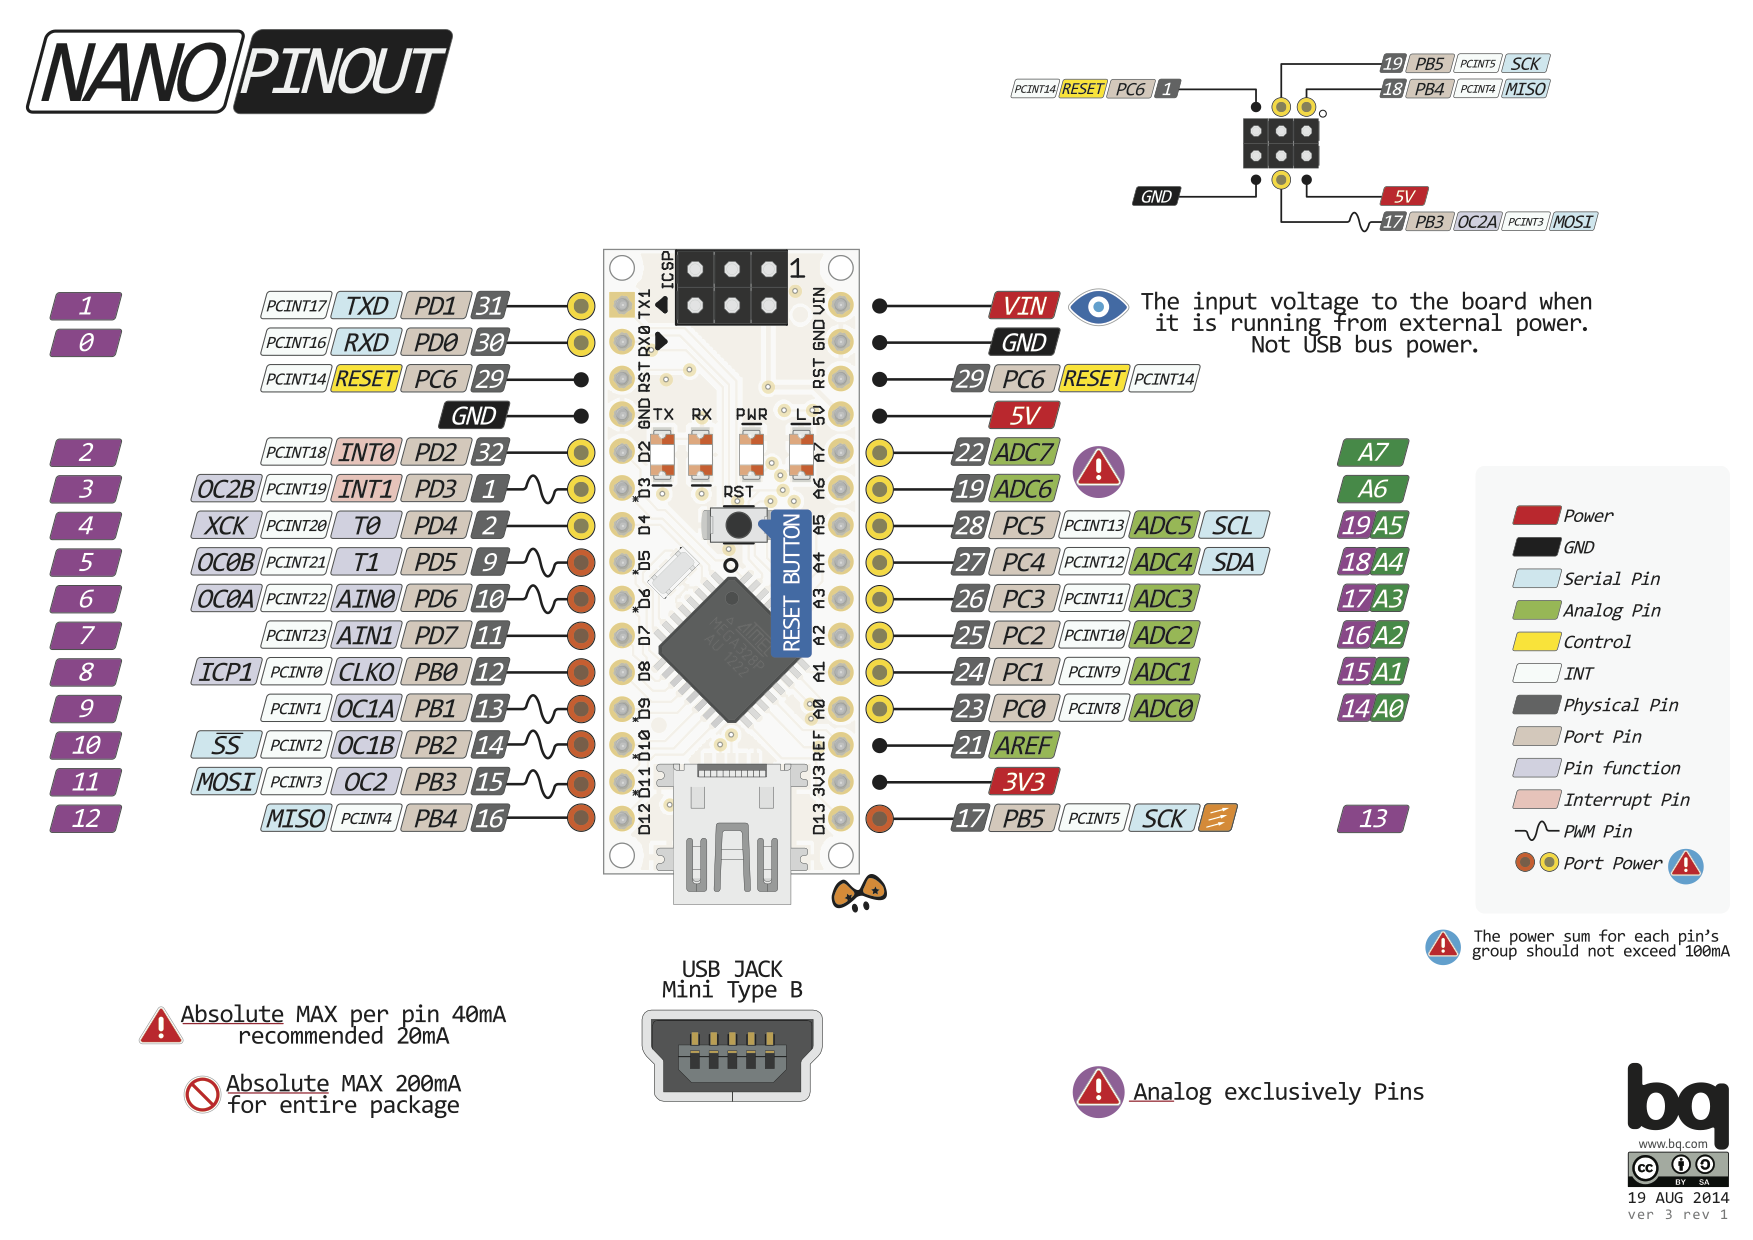 NANO PINOUT
19 PB5 PCINT5 SCK
18 PB4 PCINT4 MISO
PCINT14 RESET PC6 1
GND
5V
17 PB3 OC2A PCINT3 MOSI
ICSP
1
1 PCINT17 TXD PD1 31 TX1
VIN VIN
The input voltage to the board when
it is running from external power.
Not USB bus power.
0 PCINT16 RXD PD0 30 RX0
GND GND
PCINT14 RESET PC6 29 RST
RST 29 PC6 RESET PCINT14
GND GND
TX RX PWR L
5V 5V
2 PCINT18 INT0 PD2 32 D2
A7 22 ADC7 A7
3 OC2B PCINT19 INT1 PD3 1 *D3
A6 19 ADC6 A6
RST
RESET BUTTON
4 XCK PCINT20 T0 PD4 2 D4
A5 28 PC5 PCINT13 ADC5 SCL 19 A5
5 OC0B PCINT21 T1 PD5 9 *D5
A4 27 PC4 PCINT12 ADC4 SDA 18 A4
6 OC0A PCINT22 AIN0 PD6 10 *D6
A3 26 PC3 PCINT11 ADC3 17 A3
7 PCINT23 AIN1 PD7 11 D7
A2 25 PC2 PCINT10 ADC2 16 A2
8 ICP1 PCINT0 CLKO PB0 12 D8
A1 24 PC1 PCINT9 ADC1 15 A1
9 PCINT1 OC1A PB1 13 *D9
A0 23 PC0 PCINT8 ADC0 14 A0
10 SS PCINT2 OC1B PB2 14 *D10
REF 21 AREF
11 MOSI PCINT3 OC2 PB3 15 *D11
3V3 3V3
12 MISO PCINT4 PB4 16 D12
D13 17 PB5 PCINT5 SCK 13
Power
GND
Serial Pin
Analog Pin
Control
INT
Physical Pin
Port Pin
Pin function
Interrupt Pin
PWM Pin
Port Power
The power sum for each pin's
group should not exceed 100mA
USB JACK
Mini Type B
Absolute MAX per pin 40mA
recommended 20mA
Absolute MAX 200mA
for entire package
Analog exclusively Pins
bq
www.bq.com
cc BY SA
19 AUG 2014
ver 3 rev 1